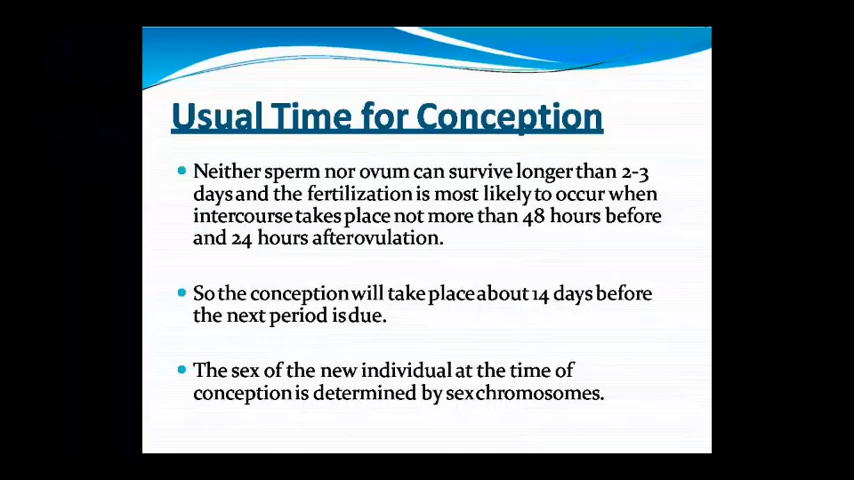 Usual Time for Conception
• Neither sperm nor ovum can survive longer than 2-3
days and the fertilization is most likely to occur when
intercourse takes place not more than 48 hours before
and 24 hours afterovulation.
• So the conception will take place about 14 days before
the next period is due.
• The sex of the new individual at the time of
conception is determined by sex chromosomes.